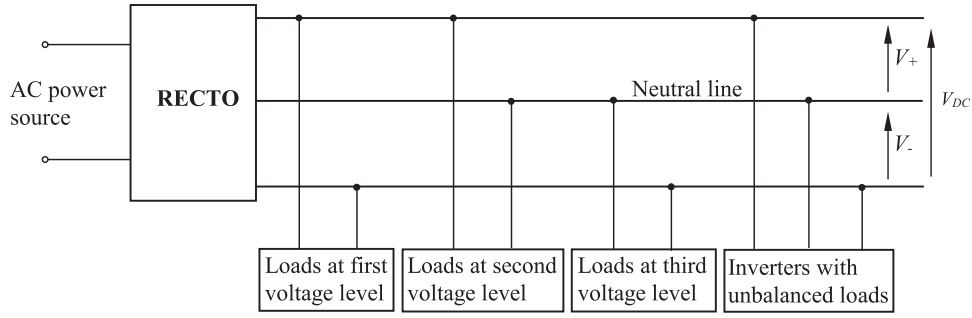 AC power
source
RECTO
Neutral line
V+
V-
VDC
Loads at first
voltage level
Loads at second
voltage level
Loads at third
voltage level
Inverters with
unbalanced loads